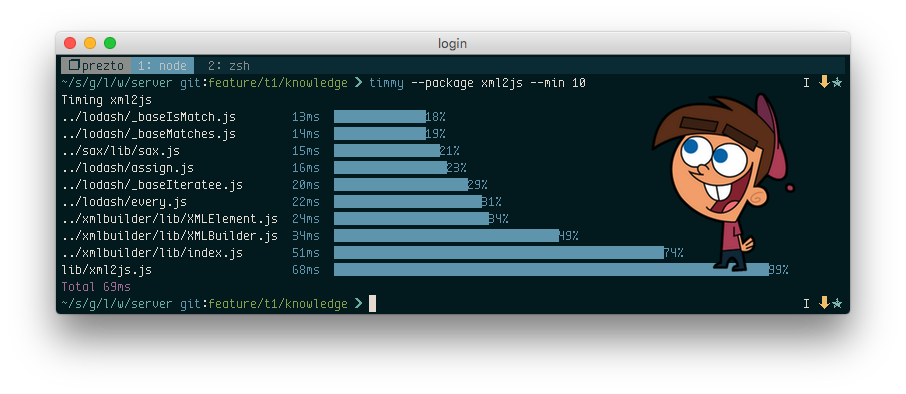 login
prezto 1: node 2: zsh
~/s/g/l/w/server git:feature/t1/knowledge ❯ timmy --package xml2js --min 10 I ⬇✭
Timing xml2js
../lodash/_baseIsMatch.js 13ms 18%
../lodash/_baseMatches.js 14ms 19%
../sax/lib/sax.js 15ms 21%
../lodash/assign.js 16ms 23%
../lodash/_baseIteratee.js 20ms 29%
../lodash/every.js 22ms 31%
../xmlbuilder/lib/XMLElement.js 24ms 34%
../xmlbuilder/lib/XMLBuilder.js 34ms 49%
../xmlbuilder/lib/index.js 51ms 74%
lib/xml2js.js 68ms 99%
Total 69ms
~/s/g/l/w/server git:feature/t1/knowledge ❯ I ⬇✭